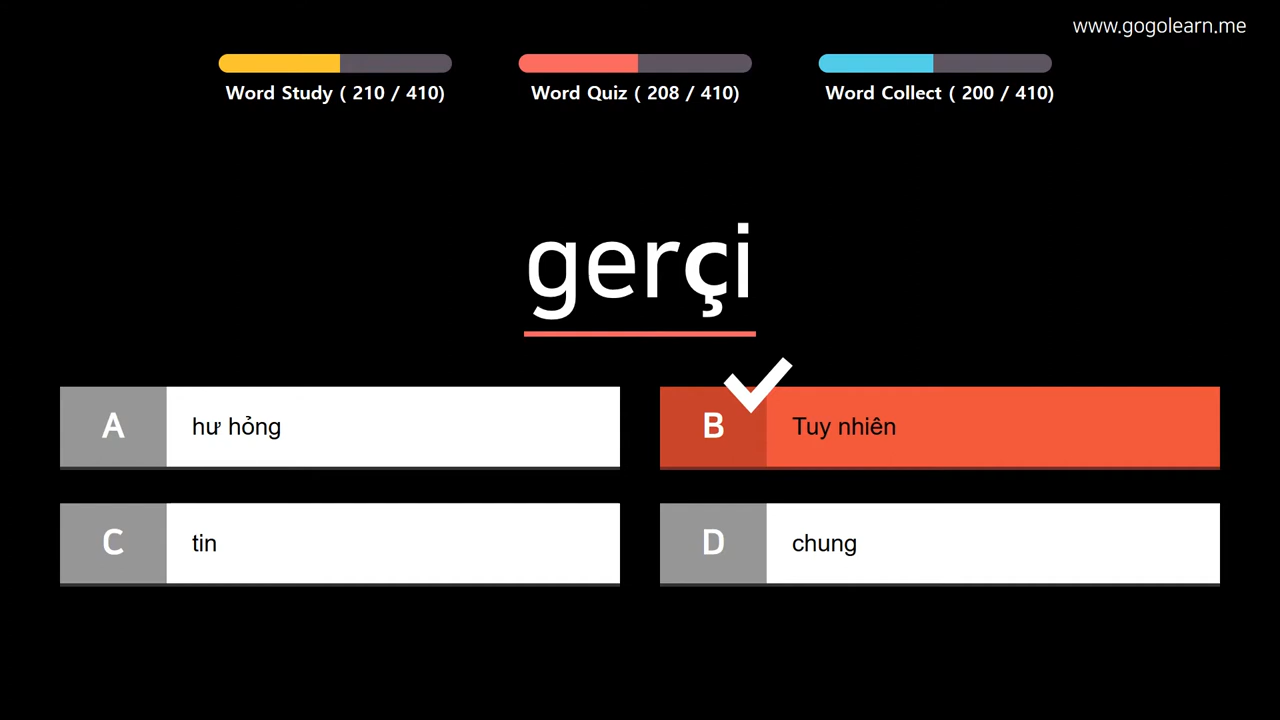 www.gogolearn.me
Word Study ( 210 / 410)
Word Quiz ( 208 / 410)
Word Collect ( 200 / 410)
gerçi
A
hư hỏng
B
Tuy nhiên
C
tin
D
chung